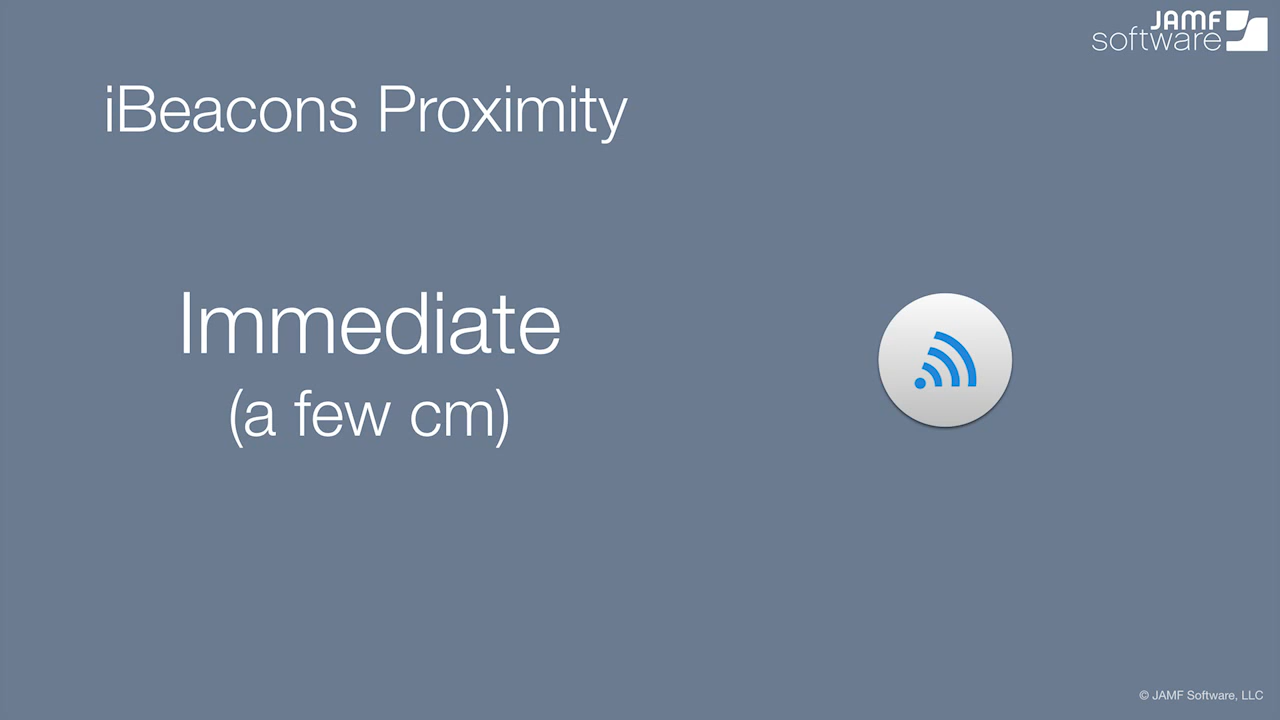 JAMF
software
iBeacons Proximity
Immediate
(a few cm)
© JAMF Software, LLC